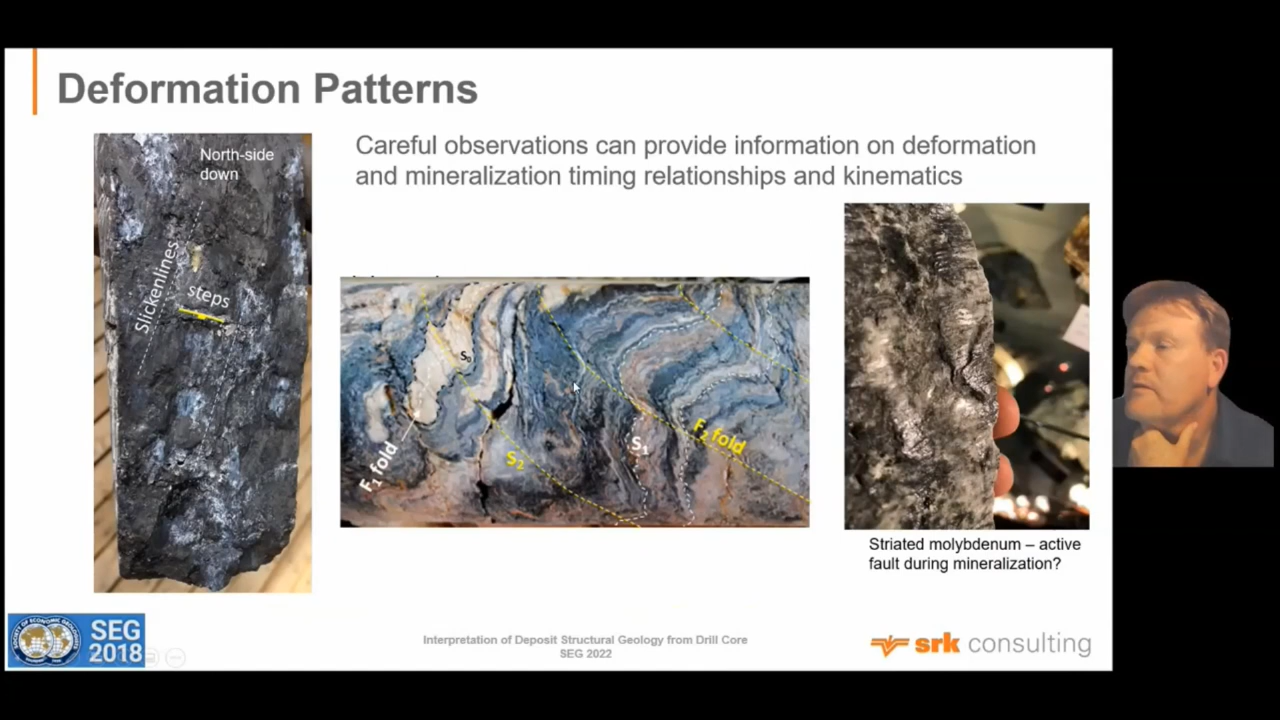 Deformation Patterns
North-side
down
Slickenlines
steps
Careful observations can provide information on deformation
and mineralization timing relationships and kinematics
S0
F1 fold
S2
S1
F2 fold
Striated molybdenum – active
fault during mineralization?
SEG
2018
Interpretation of Deposit Structural Geology from Drill Core
SEG 2022
srk consulting